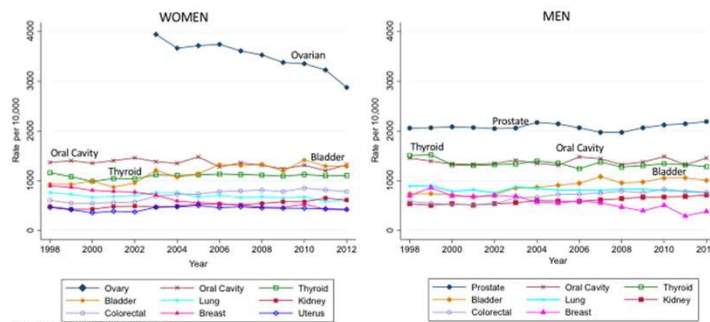 WOMEN
4000
3000
2000
1000
0
Rate per 10,000
Ovarian
Oral Cavity
Thyroid
Bladder
1998 2000 2002 2004 2006 2008 2010 2012
Year
Ovary Oral Cavity Thyroid
Bladder Lung Kidney
Colorectal Breast Uterus
MEN
4000
3000
2000
1000
0
Rate per 10,000
Prostate
Thyroid
Oral Cavity
Bladder
1998 2000 2002 2004 2006 2008 2010 201
Year
Prostate Oral Cavity Thyroid
Bladder Lung Kidney
Colorectal Breast